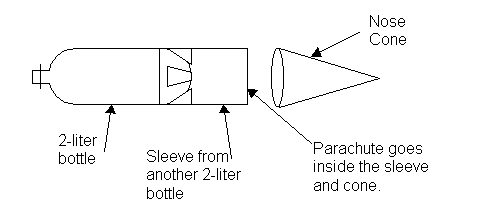 Nose
Cone
2-liter
bottle
Sleeve from
another 2-liter
bottle
Parachute goes
inside the sleeve
and cone.